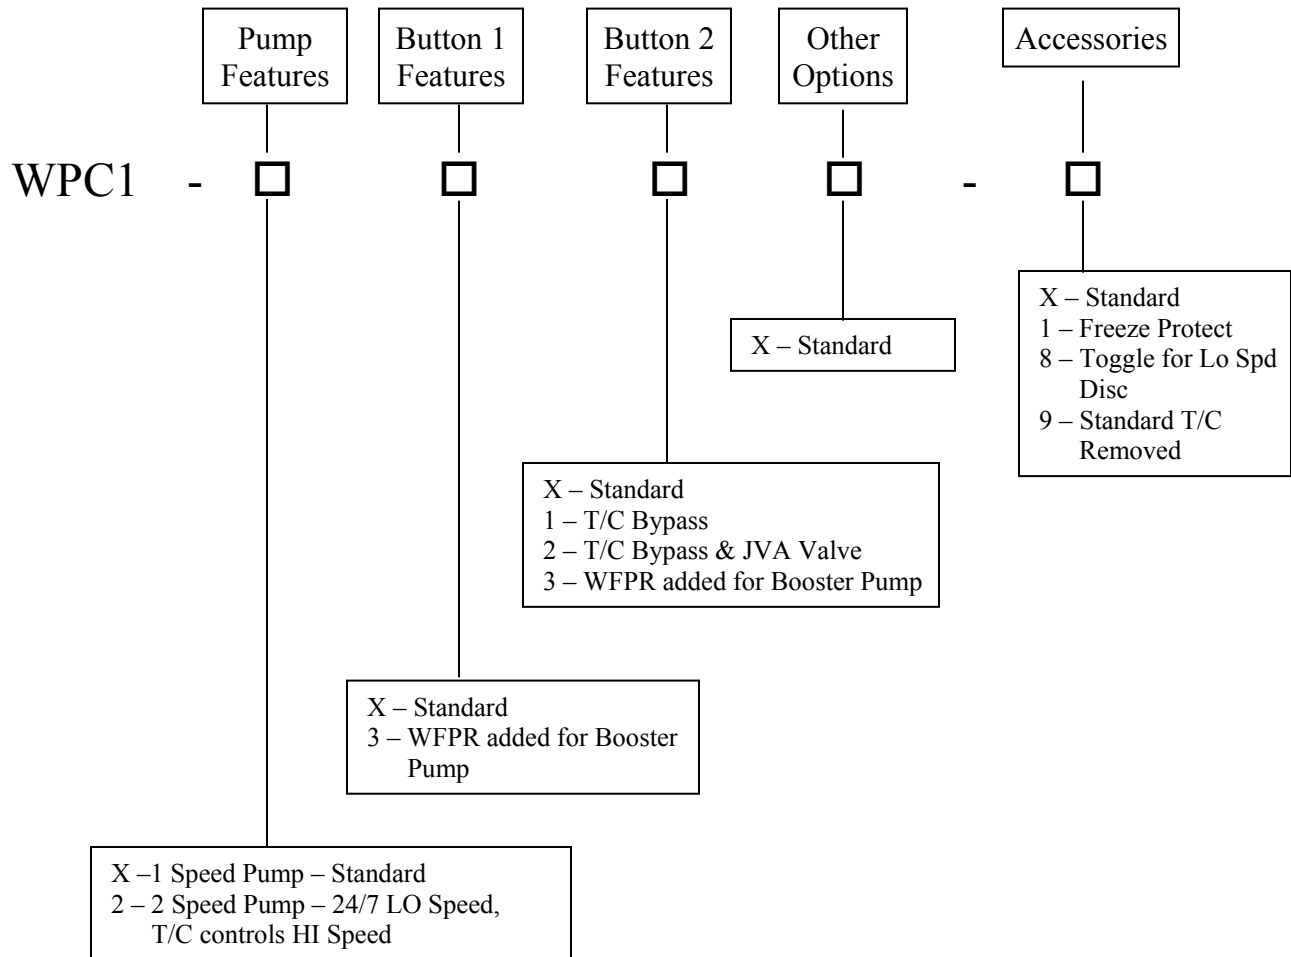 Pump
Features
Button 1
Features
Button 2
Features
Other
Options
Accessories
WPC1 - □ □ □ □ - □
X – Standard
1 – Freeze Protect
8 – Toggle for Lo Spd
Disc
9 – Standard T/C
Removed
X – Standard
X – Standard
1 – T/C Bypass
2 – T/C Bypass & JVA Valve
3 – WFPR added for Booster Pump
X – Standard
3 – WFPR added for Booster
Pump
X –1 Speed Pump – Standard
2 – 2 Speed Pump – 24/7 LO Speed,
T/C controls HI Speed